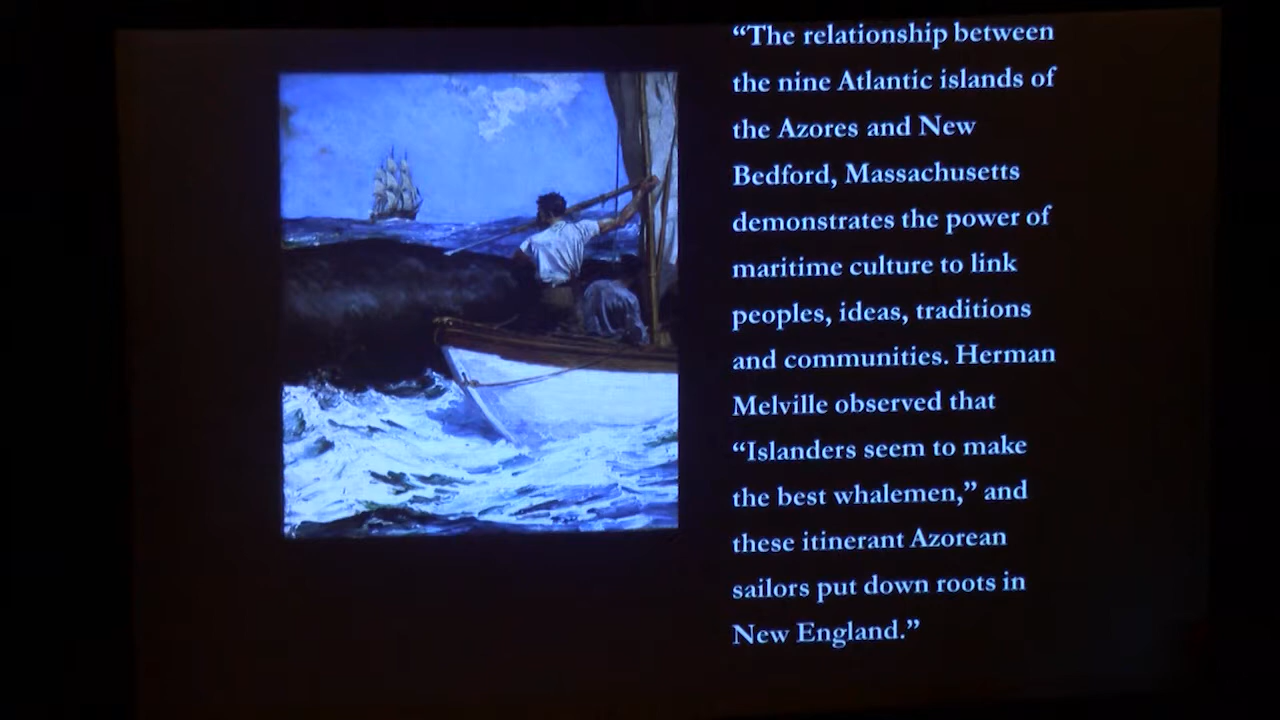 “The relationship between
the nine Atlantic islands of
the Azores and New
Bedford, Massachusetts
demonstrates the power of
maritime culture to link
peoples, ideas, traditions
and communities. Herman
Melville observed that
“Islanders seem to make
the best whalemen,” and
these itinerant Azorean
sailors put down roots in
New England.”